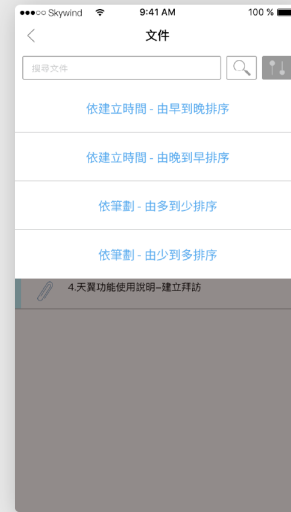 Skywind 9:41 AM 100 %
文件
搜尋文件
依建立時間 - 由早到晚排序
依建立時間 - 由晚到早排序
依筆劃 - 由多到少排序
依筆劃 - 由少到多排序
4.天異功能使用說明–建立拜訪